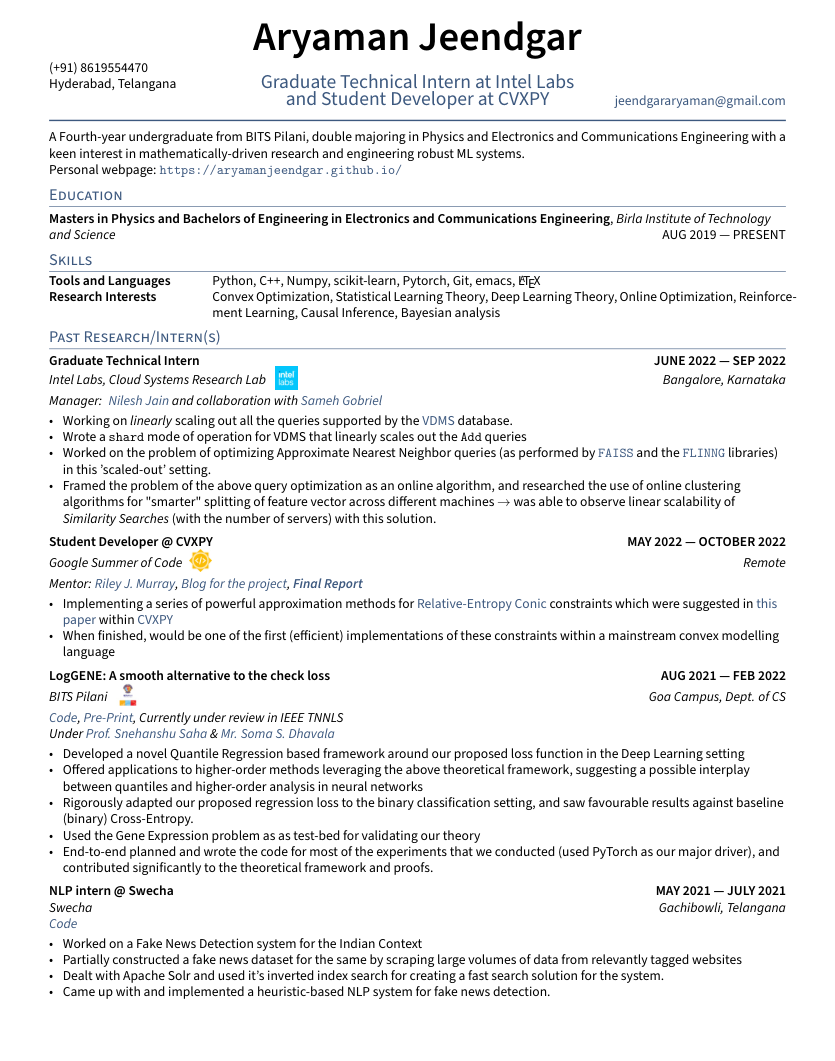 Aryaman Jeendgar
(+91) 8619554470
Hyderabad, Telangana
Graduate Technical Intern at Intel Labs
and Student Developer at CVXPY
jeendgararyaman@gmail.com
A Fourth-year undergraduate from BITS Pilani, double majoring in Physics and Electronics and Communications Engineering with a
keen interest in mathematically-driven research and engineering robust ML systems.
Personal webpage: https://aryamanjeendgar.github.io/
Education
Masters in Physics and Bachelors of Engineering in Electronics and Communications Engineering, Birla Institute of Technology
and Science AUG 2019 — PRESENT
Skills
Tools and Languages Python, C++, Numpy, scikit-learn, Pytorch, Git, emacs, LATEX
Research Interests Convex Optimization, Statistical Learning Theory, Deep Learning Theory, Online Optimization, Reinforce-
ment Learning, Causal Inference, Bayesian analysis
Past Research/Intern(s)
Graduate Technical Intern JUNE 2022 — SEP 2022
Intel Labs, Cloud Systems Research Lab intel labs Bangalore, Karnataka
Manager: Nilesh Jain and collaboration with Sameh Gobriel
• Working on linearly scaling out all the queries supported by the VDMS database.
• Wrote a shard mode of operation for VDMS that linearly scales out the Add queries
• Worked on the problem of optimizing Approximate Nearest Neighbor queries (as performed by FAISS and the FLINNG libraries)
in this 'scaled-out' setting.
• Framed the problem of the above query optimization as an online algorithm, and researched the use of online clustering
algorithms for "smarter" splitting of feature vector across different machines → was able to observe linear scalability of
Similarity Searches (with the number of servers) with this solution.
Student Developer @ CVXPY MAY 2022 — OCTOBER 2022
Google Summer of Code Remote
Mentor: Riley J. Murray, Blog for the project, Final Report
• Implementing a series of powerful approximation methods for Relative-Entropy Conic constraints which were suggested in this
paper within CVXPY
• When finished, would be one of the first (efficient) implementations of these constraints within a mainstream convex modelling
language
LogGENE: A smooth alternative to the check loss AUG 2021 — FEB 2022
BITS Pilani Goa Campus, Dept. of CS
Code, Pre-Print, Currently under review in IEEE TNNLS
Under Prof. Snehanshu Saha & Mr. Soma S. Dhavala
• Developed a novel Quantile Regression based framework around our proposed loss function in the Deep Learning setting
• Offered applications to higher-order methods leveraging the above theoretical framework, suggesting a possible interplay
between quantiles and higher-order analysis in neural networks
• Rigorously adapted our proposed regression loss to the binary classification setting, and saw favourable results against baseline
(binary) Cross-Entropy.
• Used the Gene Expression problem as as test-bed for validating our theory
• End-to-end planned and wrote the code for most of the experiments that we conducted (used PyTorch as our major driver), and
contributed significantly to the theoretical framework and proofs.
NLP intern @ Swecha MAY 2021 — JULY 2021
Swecha Gachibowli, Telangana
Code
• Worked on a Fake News Detection system for the Indian Context
• Partially constructed a fake news dataset for the same by scraping large volumes of data from relevantly tagged websites
• Dealt with Apache Solr and used it's inverted index search for creating a fast search solution for the system.
• Came up with and implemented a heuristic-based NLP system for fake news detection.